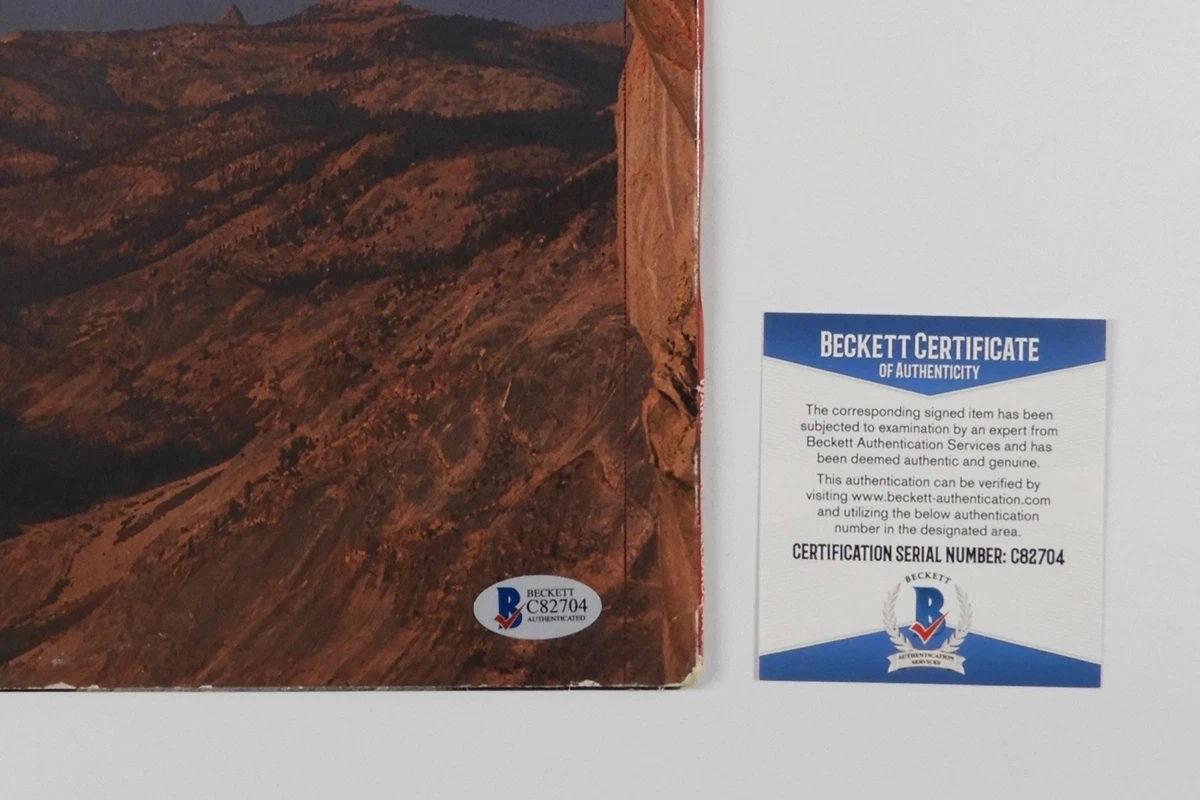 BECKETT
C82704
AUTHENTICATED
BECKETT CERTIFICATE
OF AUTHENTICITY
The corresponding signed item has been
subjected to examination by an expert from
Beckett Authentication Services and has
been deemed authentic and genuine.
This authentication can be verified by
visiting www.beckett-authentication.com
and utilizing the below authentication
number in the designated area.
CERTIFICATION SERIAL NUMBER: C82704
BECKETT
B
AUTHENTICATION
SERVICES